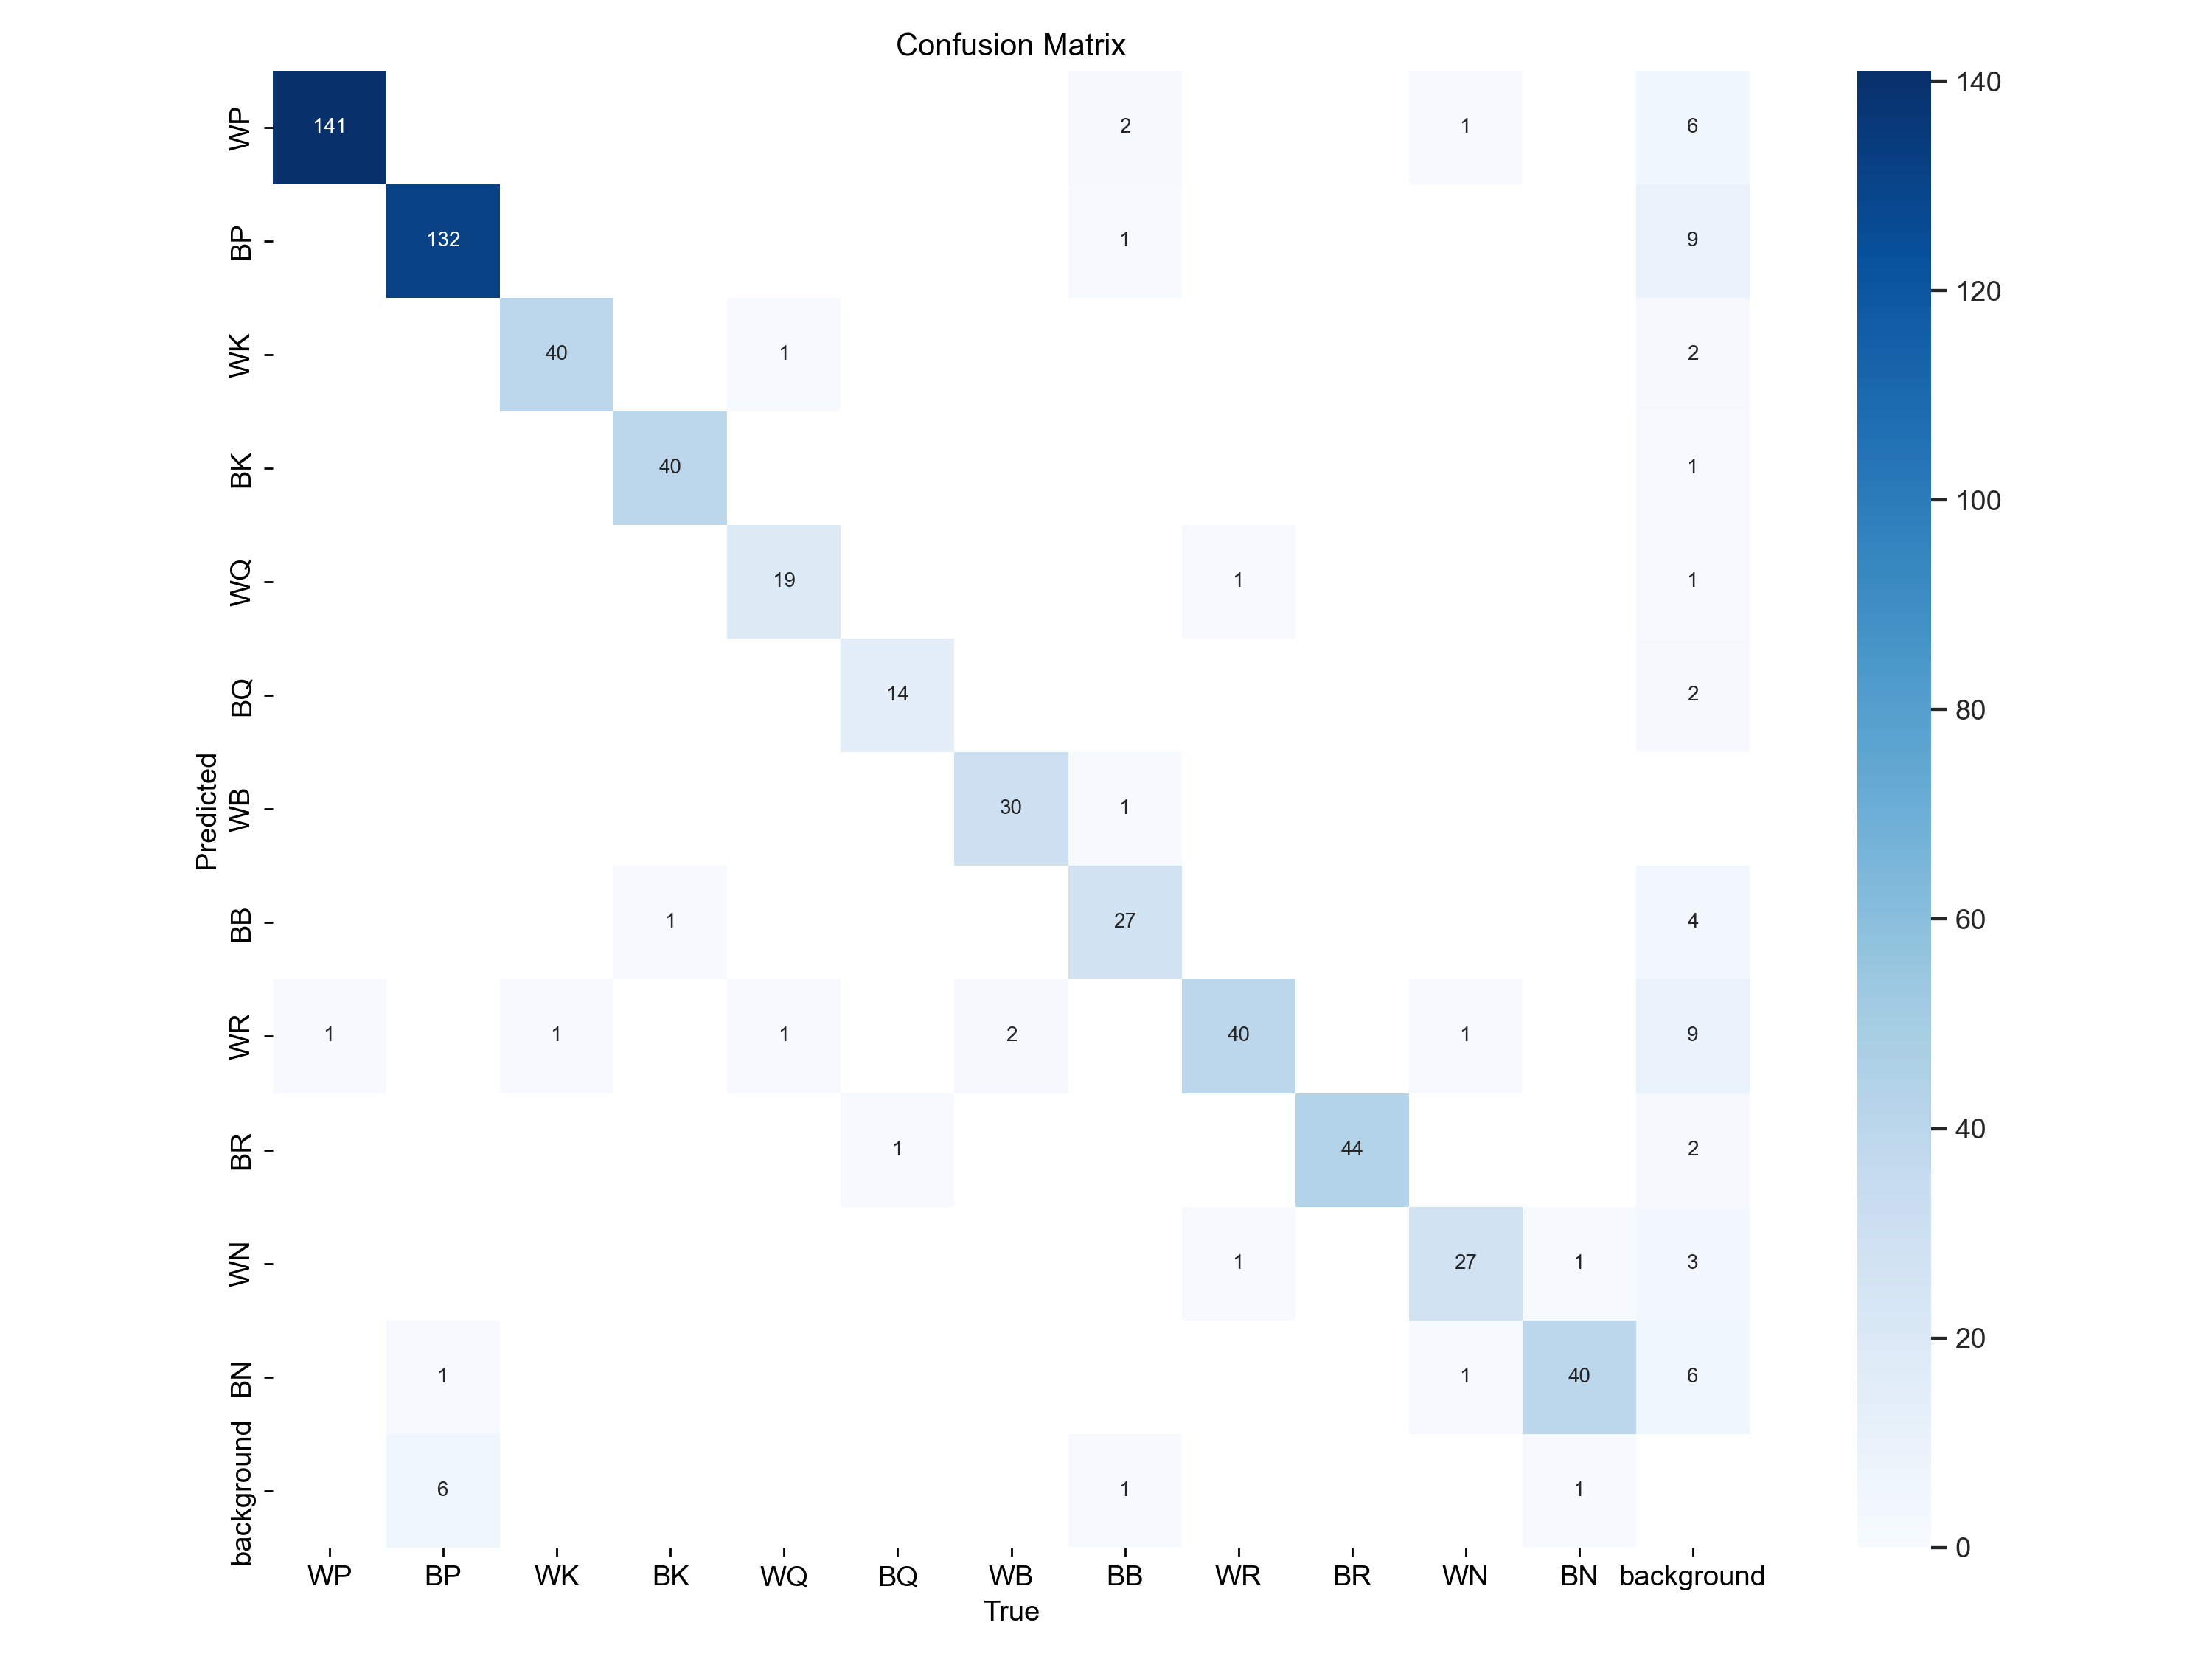 Confusion Matrix
WP 141 2 1 6
BP 132 1 9
WK 40 1 2
BK 40 1
WQ 19 1 1
BQ 14 2
WB 30 1
BB 1 27 4
WR 1 1 1 2 40 1 9
BR 1 44 2
WN 1 27 1 3
BN 1 1 40 6
background 6 1 1
Predicted
WP BP WK BK WQ BQ WB BB WR BR WN BN background
True
140
120
100
80
60
40
20
0